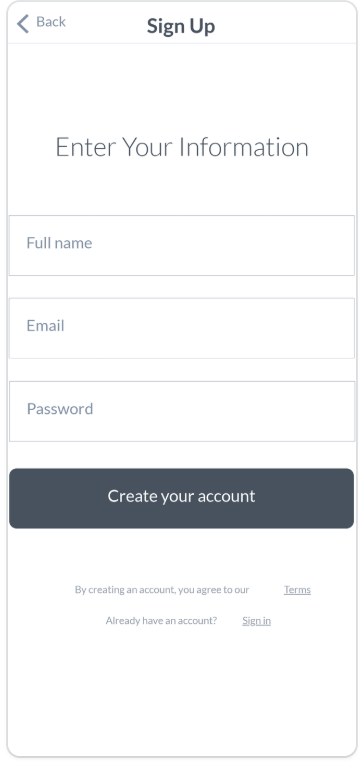 Back
Sign Up
Enter Your Information
Full name
Email
Password
Create your account
By creating an account, you agree to our Terms
Already have an account? Sign in